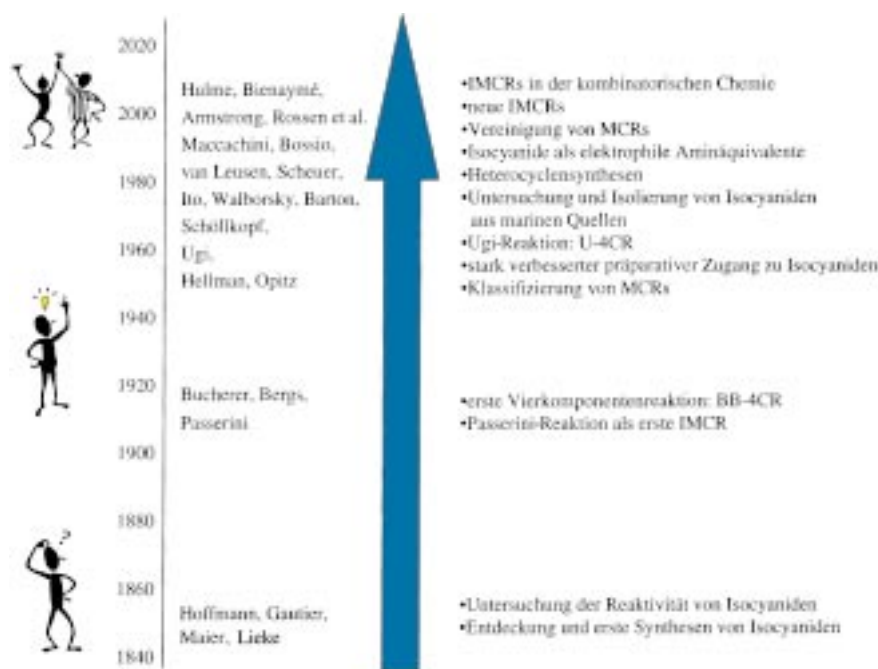 2020
2000
1980
1960
1940
1920
1900
1880
1860
1840
Hulme, Bienaymé,
Armstrong, Rossen et al.
Maccachini, Bossio,
van Leusen, Scheuer,
Ito, Walborsky, Barton,
Schöllkopf,
Ugi,
Hellman, Opitz
Bucherer, Bergs,
Passerini
Hoffmann, Gautier,
Maier, Lieke
•IMCRs in der kombinatorischen Chemie
•neue IMCRs
•Vereinigung von MCRs
•Isocyanide als elektrophile Aminäquivalente
•Heterocyclensynthesen
•Untersuchung und Isolierung von Isocyaniden
aus marinen Quellen
•Ugi-Reaktion: U-4CR
•stark verbesserter präparativer Zugang zu Isocyaniden
•Klassifizierung von MCRs
•erste Vierkomponentenreaktion: BB-4CR
•Passerini-Reaktion als erste IMCR
•Untersuchung der Reaktivität von Isocyaniden
•Entdeckung und erste Synthesen von Isocyaniden
?